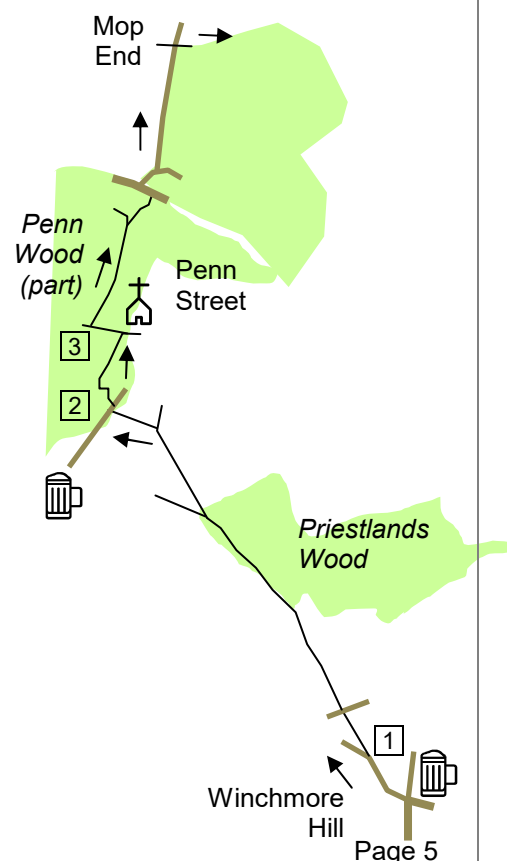 Mop
End
Penn
Wood
(part)
Penn
Street
3
2
Priestlands
Wood
1
Winchmore
Hill
Page 5